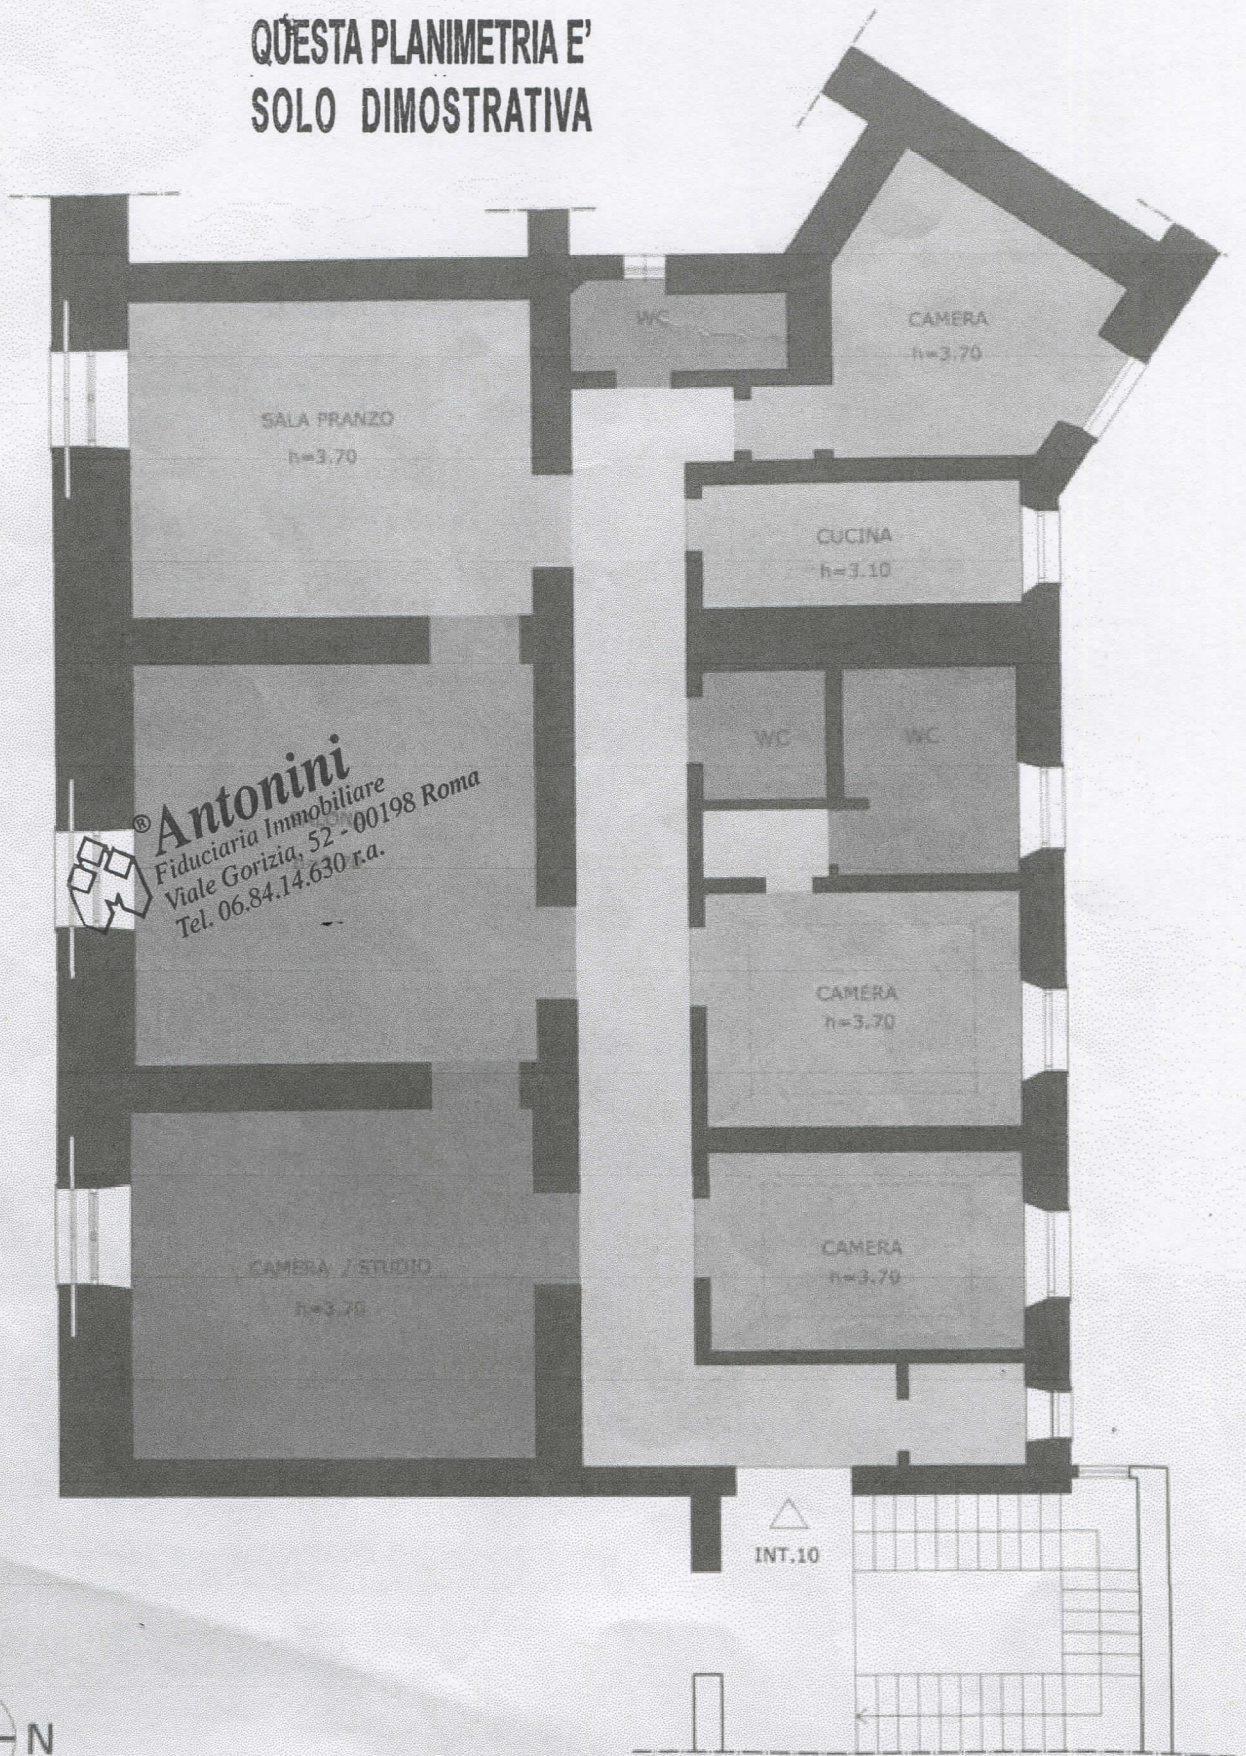 QUESTA PLANIMETRIA E'
SOLO DIMOSTRATIVA
WC
CAMERA
h=3.70
SALA PRANZO
h=3.70
CUCINA
h=3.10
WC
WC
®Antonini
Fiduciaria Immobiliare
Viale Gorizia, 52 - 00198 Roma
Tel. 06.84.14.630 r.a.
CAMERA
h=3.70
CAMERA / STUDIO
h=3.70
CAMERA
h=3.70
INT.10
N